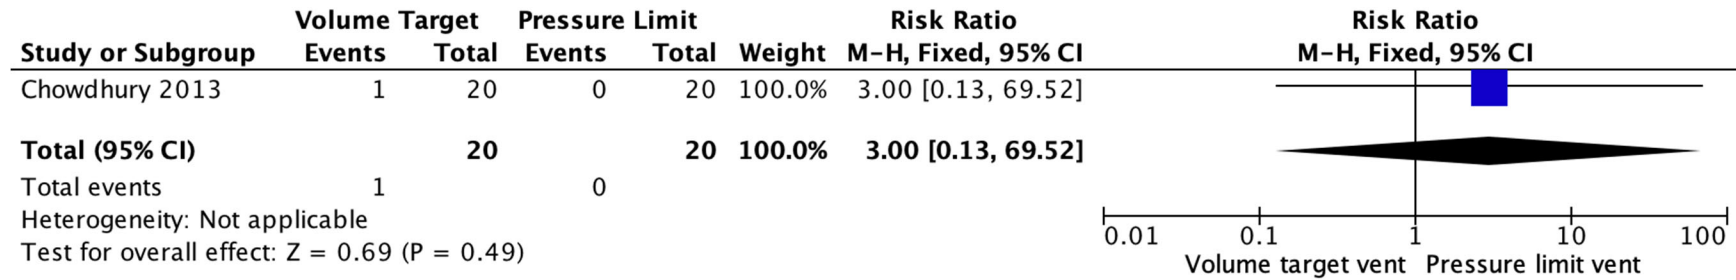 Volume Target Pressure Limit Risk Ratio Risk Ratio
Study or Subgroup Events Total Events Total Weight M–H, Fixed, 95% CI M–H, Fixed, 95% CI
Chowdhury 2013 1 20 0 20 100.0% 3.00 [0.13, 69.52]
Total (95% CI) 20 20 100.0% 3.00 [0.13, 69.52]
Total events 1 0
Heterogeneity: Not applicable
Test for overall effect: Z = 0.69 (P = 0.49)
0.01 0.1 1 10 100
Volume target vent Pressure limit vent